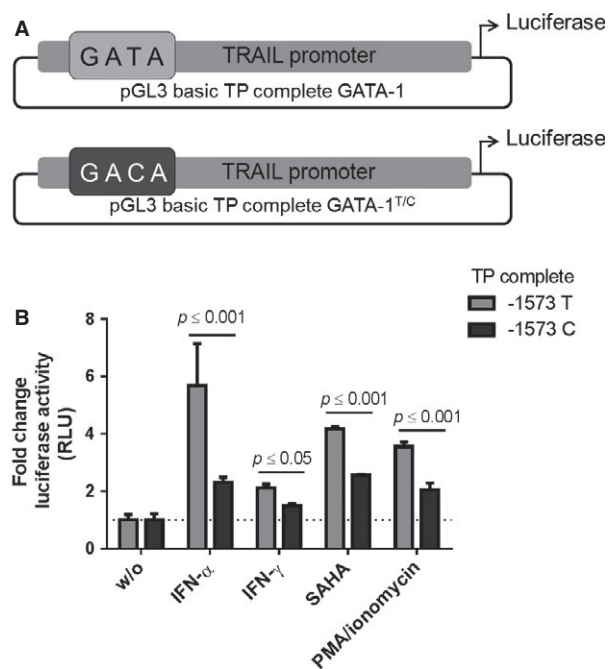 A
Luciferase
GATA TRAIL promoter
pGL3 basic TP complete GATA-1
Luciferase
GACA TRAIL promoter
pGL3 basic TP complete GATA-1T/C
TP complete
-1573 T
-1573 C
B
Fold change
luciferase activity
(RLU)
8
6
4
2
0
p ≤ 0.001
p ≤ 0.05
p ≤ 0.001
p ≤ 0.001
w/o
IFN-α
IFN-γ
SAHA
PMA/ionomycin